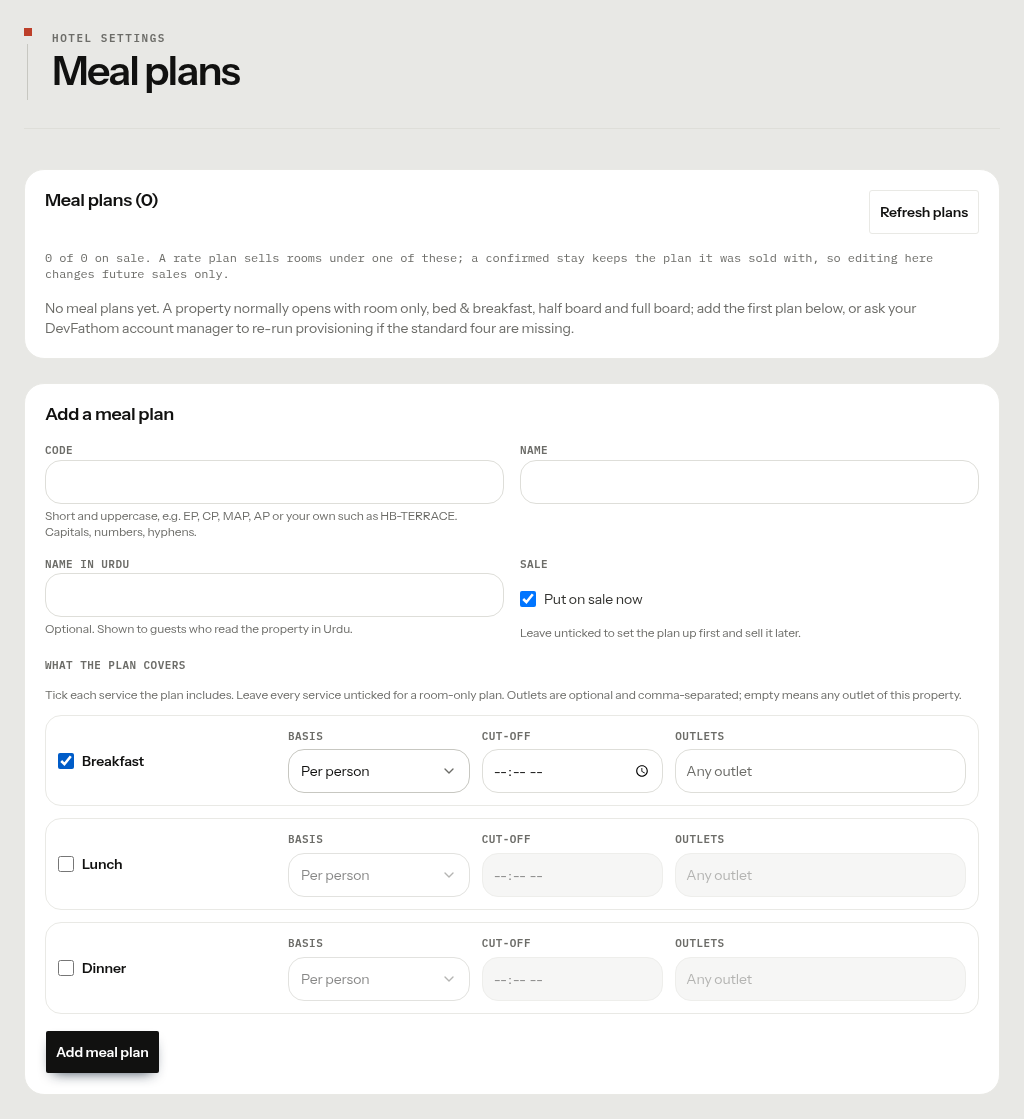 HOTEL SETTINGS
Meal plans
Meal plans (0)
Refresh plans
0 of 0 on sale. A rate plan sells rooms under one of these; a confirmed stay keeps the plan it was sold with, so editing here
changes future sales only.
No meal plans yet. A property normally opens with room only, bed & breakfast, half board and full board; add the first plan below, or ask your
DevFathom account manager to re-run provisioning if the standard four are missing.
Add a meal plan
CODE
NAME
Short and uppercase, e.g. EP, CP, MAP, AP or your own such as HB-TERRACE.
Capitals, numbers, hyphens.
NAME IN URDU
SALE
Put on sale now
Optional. Shown to guests who read the property in Urdu.
Leave unticked to set the plan up first and sell it later.
WHAT THE PLAN COVERS
Tick each service the plan includes. Leave every service unticked for a room-only plan. Outlets are optional and comma-separated; empty means any outlet of this property.
BASIS CUT-OFF OUTLETS
Breakfast Per person --:-- -- Any outlet
BASIS CUT-OFF OUTLETS
Lunch Per person --:-- -- Any outlet
BASIS CUT-OFF OUTLETS
Dinner Per person --:-- -- Any outlet
Add meal plan